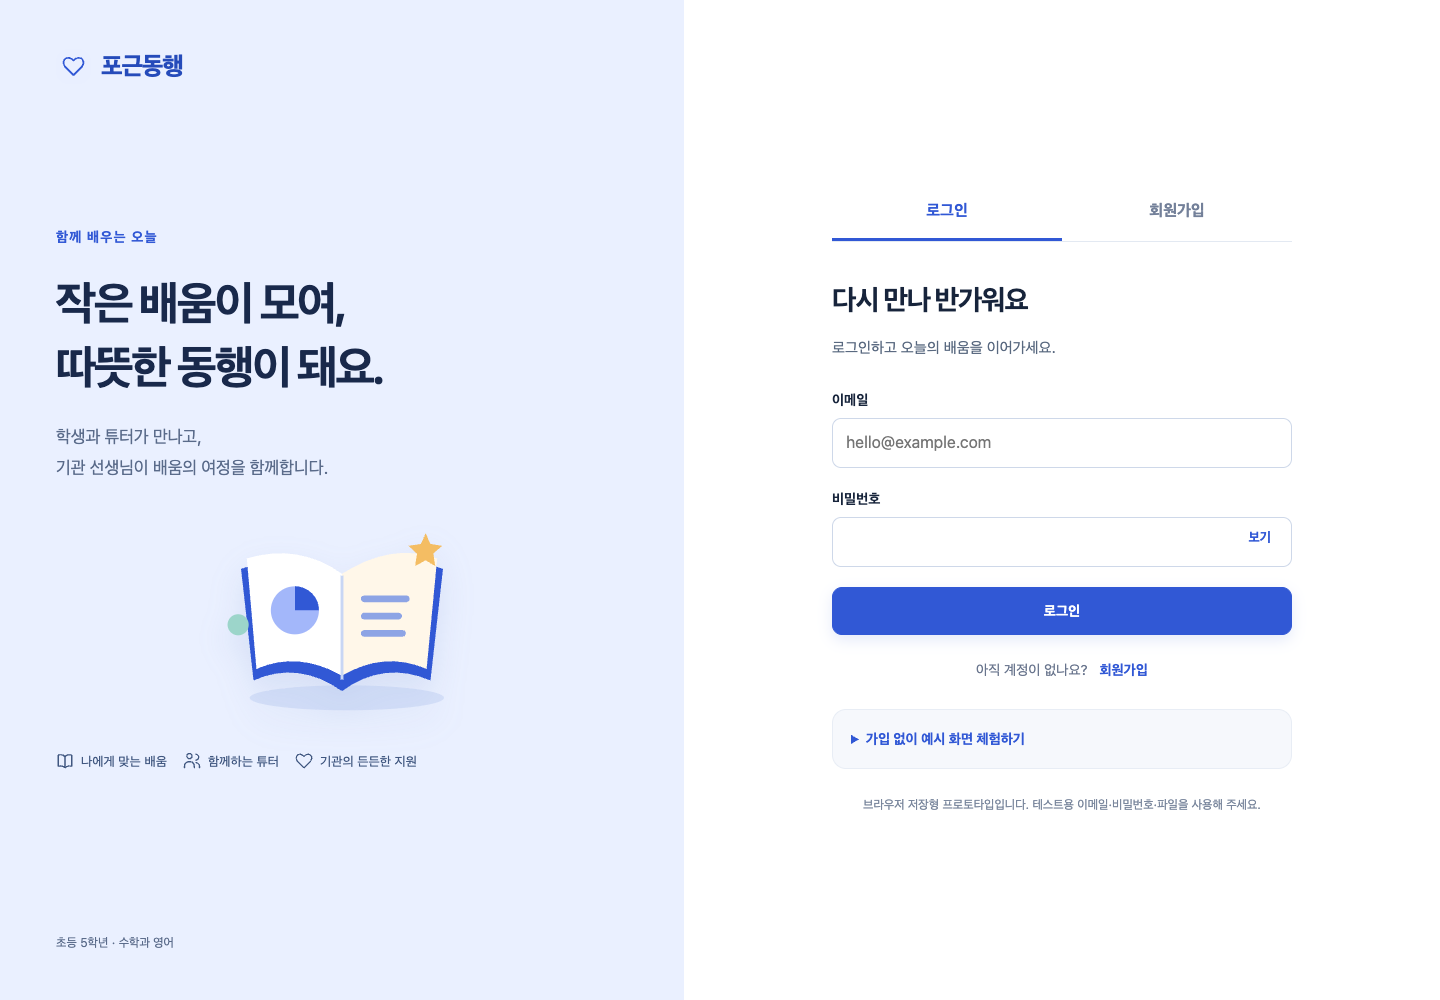 포근동행
함께 배우는 오늘
작은 배움이 모여,
따뜻한 동행이 돼요.
학생과 튜터가 만나고,
기관 선생님이 배움의 여정을 함께합니다.
나에게 맞는 배움
함께하는 튜터
기관의 든든한 지원
초등 5학년 · 수학과 영어
로그인
회원가입
다시 만나 반가워요
로그인하고 오늘의 배움을 이어가세요.
이메일
hello@example.com
비밀번호
보기
로그인
아직 계정이 없나요? 회원가입
가입 없이 예시 화면 체험하기
브라우저 저장형 프로토타입입니다. 테스트용 이메일·비밀번호·파일을 사용해 주세요.